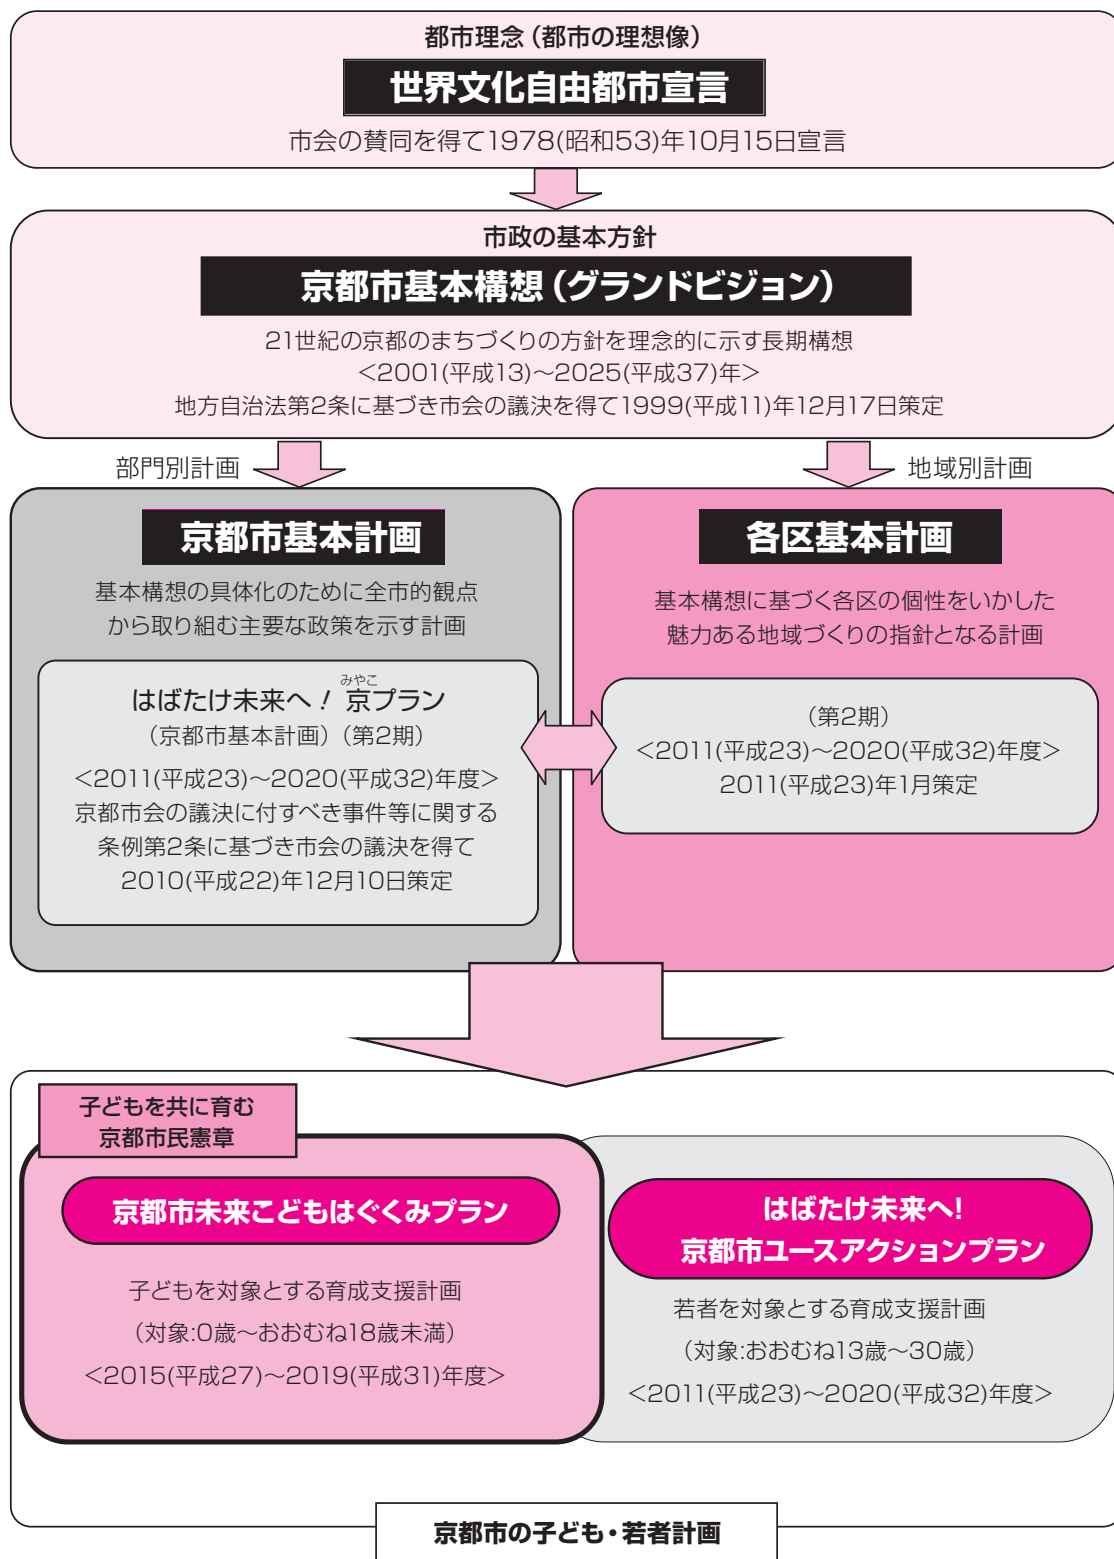 都市理念（都市の理想像）
世界文化自由都市宣言
市会の賛同を得て1978(昭和53)年10月15日宣言
市政の基本方針
京都市基本構想（グランドビジョン）
21世紀の京都のまちづくりの方針を理念的に示す長期構想
＜2001(平成13)～2025(平成37)年＞
地方自治法第2条に基づき市会の議決を得て1999(平成11)年12月17日策定
部門別計画
地域別計画
京都市基本計画
基本構想の具体化のために全市的観点
から取り組む主要な政策を示す計画
みやこ
はばたけ未来へ！京プラン
（京都市基本計画）（第2期）
＜2011(平成23)～2020(平成32)年度＞
京都市会の議決に付すべき事件等に関する
条例第2条に基づき市会の議決を得て
2010(平成22)年12月10日策定
各区基本計画
基本構想に基づく各区の個性をいかした
魅力ある地域づくりの指針となる計画
（第2期）
＜2011(平成23)～2020(平成32)年度＞
2011(平成23)年1月策定
子どもを共に育む
京都市民憲章
京都市未来こどもはぐくみプラン
子どもを対象とする育成支援計画
（対象:0歳～おおむね18歳未満）
＜2015(平成27)～2019(平成31)年度＞
はばたけ未来へ!
京都市ユースアクションプラン
若者を対象とする育成支援計画
（対象:おおむね13歳～30歳）
＜2011(平成23)～2020(平成32)年度＞
京都市の子ども・若者計画